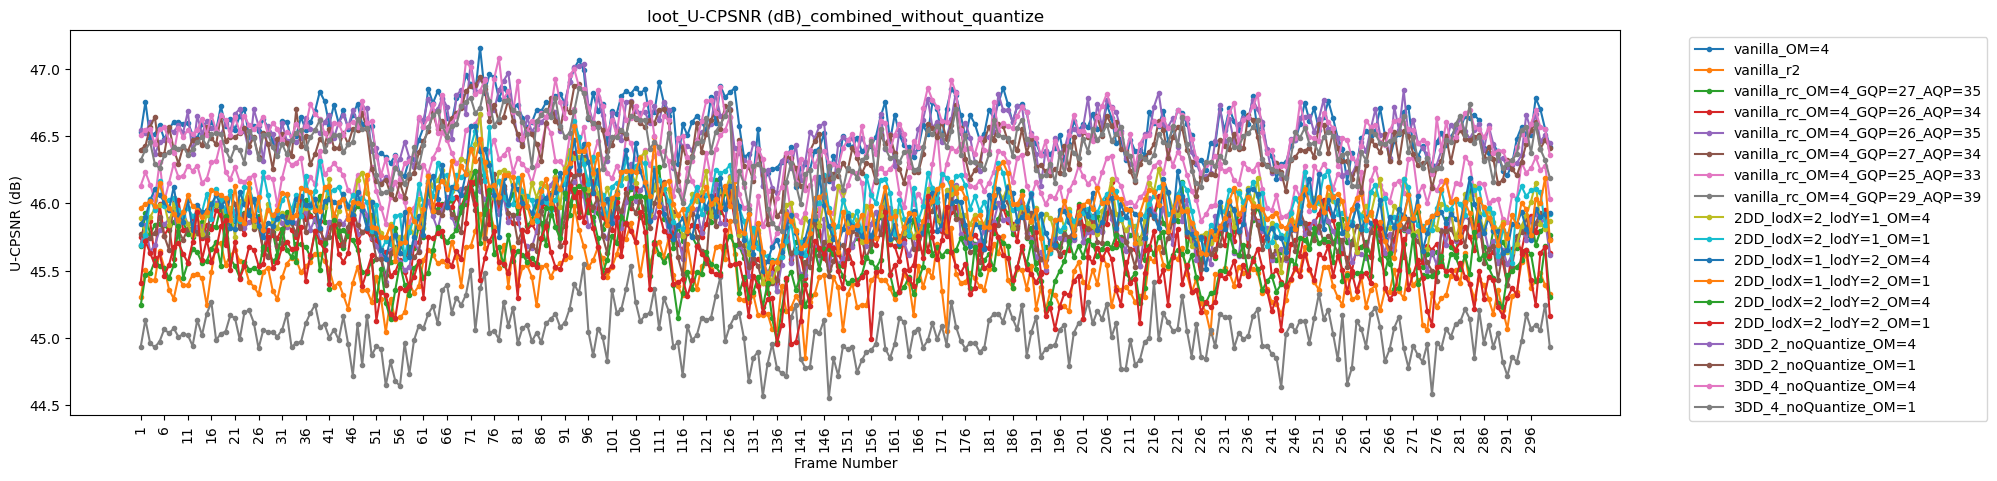 loot_U-CPSNR (dB)_combined_without_quantize
U-CPSNR (dB)
47.0
46.5
46.0
45.5
45.0
44.5
1 6 11 16 21 26 31 36 41 46 51 56 61 66 71 76 81 86 91 96 101 106 111 116 121 126 131 136 141 146 151 156 161 166 171 176 181 186 191 196 201 206 211 216 221 226 231 236 241 246 251 256 261 266 271 276 281 286 291 296
Frame Number
vanilla_OM=4
vanilla_r2
vanilla_rc_OM=4_GQP=27_AQP=35
vanilla_rc_OM=4_GQP=26_AQP=34
vanilla_rc_OM=4_GQP=26_AQP=35
vanilla_rc_OM=4_GQP=27_AQP=34
vanilla_rc_OM=4_GQP=25_AQP=33
vanilla_rc_OM=4_GQP=29_AQP=39
2DD_lodX=2_lodY=1_OM=4
2DD_lodX=2_lodY=1_OM=1
2DD_lodX=1_lodY=2_OM=4
2DD_lodX=1_lodY=2_OM=1
2DD_lodX=2_lodY=2_OM=4
2DD_lodX=2_lodY=2_OM=1
3DD_2_noQuantize_OM=4
3DD_2_noQuantize_OM=1
3DD_4_noQuantize_OM=4
3DD_4_noQuantize_OM=1